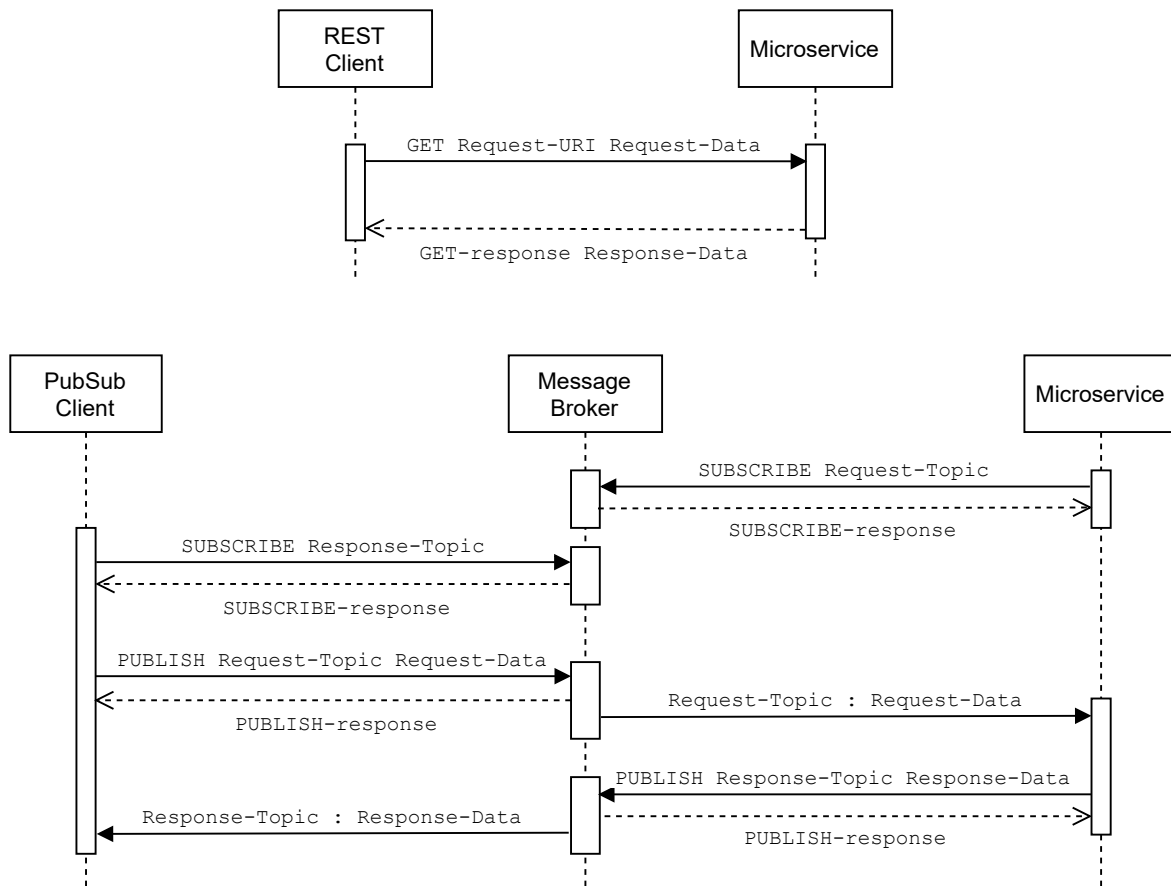 REST
Client
Microservice
GET Request-URI Request-Data
GET-response Response-Data
PubSub
Client
Message
Broker
Microservice
SUBSCRIBE Request-Topic
SUBSCRIBE-response
SUBSCRIBE Response-Topic
SUBSCRIBE-response
PUBLISH Request-Topic Request-Data
Request-Topic : Request-Data
PUBLISH-response
PUBLISH Response-Topic Response-Data
Response-Topic : Response-Data
PUBLISH-response